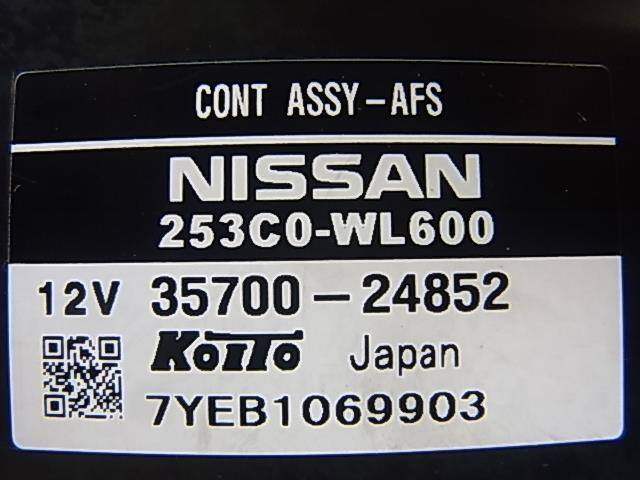 CONT ASSY-AFS
NISSAN
253C0-WL600
12V 35700-24852
KOITO Japan
7YEB1069903